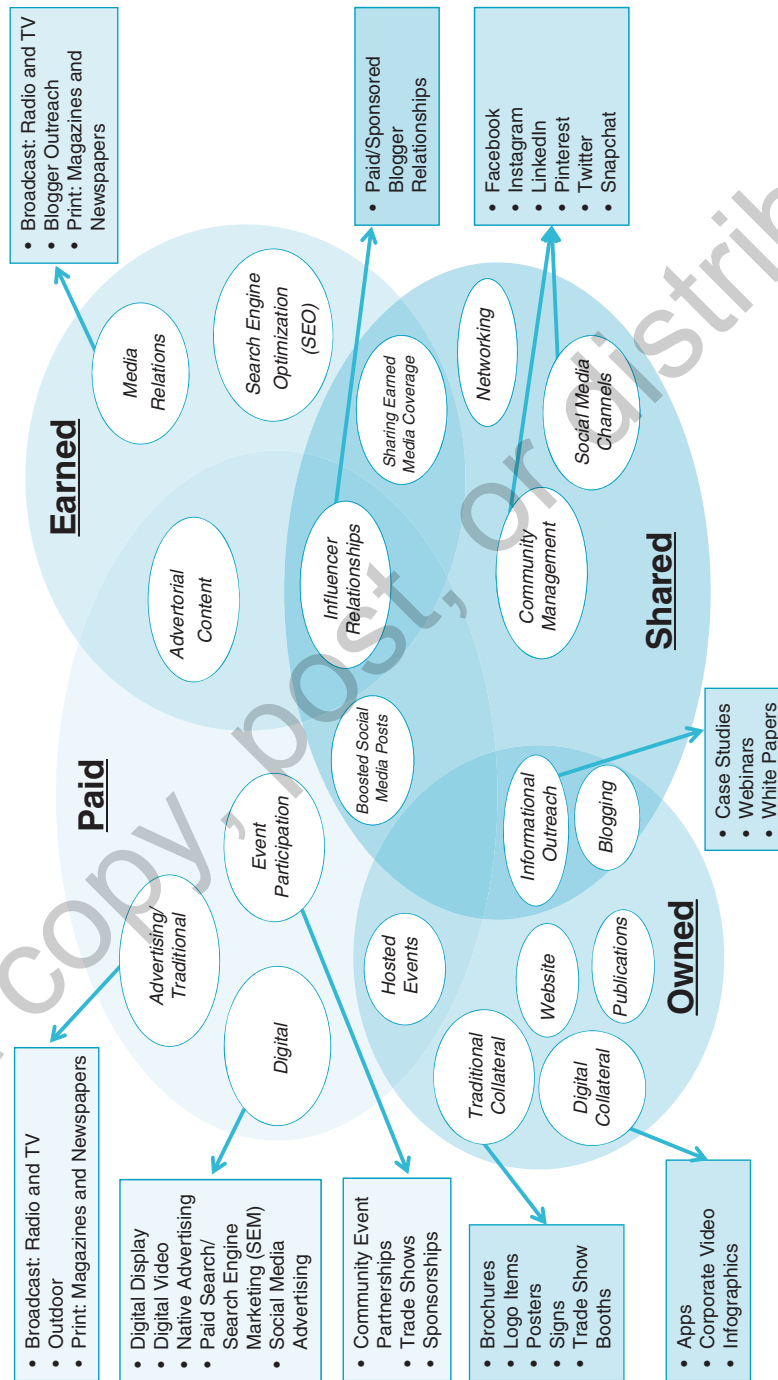 Earned
Paid
Shared
Owned
• Broadcast: Radio and TV
• Blogger Outreach
• Print: Magazines and
Newspapers
Media
Relations
Search Engine
Optimization
(SEO)
Advertorial
Content
• Paid/Sponsored
Blogger
Relationships
Influencer
Relationships
Sharing Earned
Media Coverage
• Facebook
• Instagram
• LinkedIn
• Pinterest
• Twitter
• Snapchat
Networking
Social Media
Channels
Community
Management
Boosted Social
Media Posts
Event
Participation
Advertising/
Traditional
Digital
• Broadcast: Radio and TV
• Outdoor
• Print: Magazines and Newspapers
• Digital Display
• Digital Video
• Native Advertising
• Paid Search/
Search Engine
Marketing (SEM)
• Social Media
Advertising
• Community Event
Partnerships
• Trade Shows
• Sponsorships
Hosted
Events
Informational
Outreach
Blogging
Website
Publications
Traditional
Collateral
Digital
Collateral
• Case Studies
• Webinars
• White Papers
• Brochures
• Logo Items
• Posters
• Signs
• Trade Show
Booths
• Apps
• Corporate Video
• Infographics
copy, post, or distrib